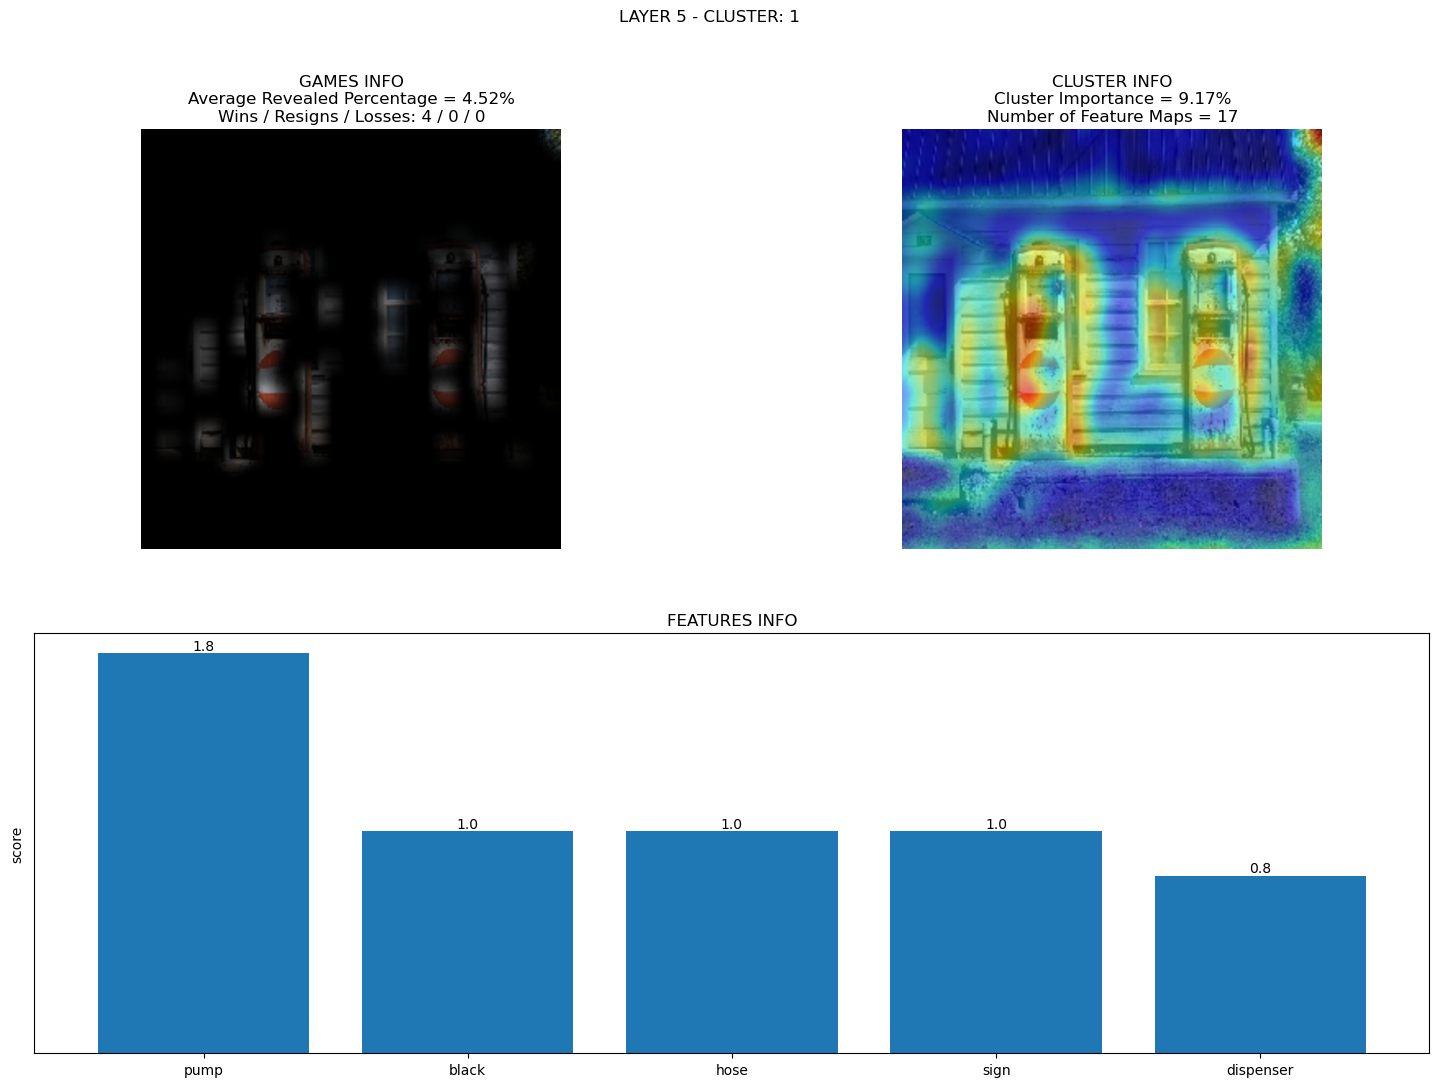 LAYER 5 - CLUSTER: 1
GAMES INFO
Average Revealed Percentage = 4.52%
Wins / Resigns / Losses: 4 / 0 / 0
CLUSTER INFO
Cluster Importance = 9.17%
Number of Feature Maps = 17
FEATURES INFO
score
1.8
1.0
1.0
1.0
0.8
pump
black
hose
sign
dispenser